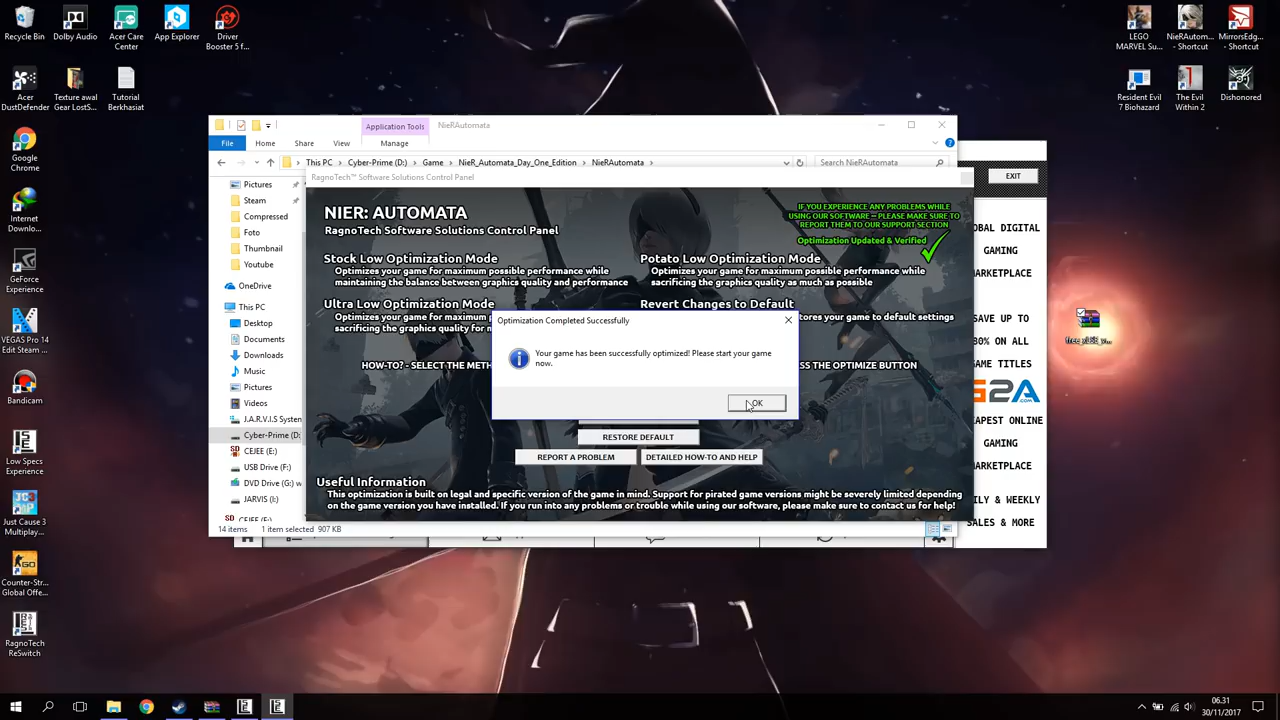 Recycle Bin
Dolby Audio
Acer Care
Center
App Explorer
Driver
Booster 5 f...
Acer
DustDefender
Texture awal
Gear LostS...
Tutorial
Berkhasiat
Google
Chrome
Internet
Downlo...
GeForce
Experience
VEGAS Pro 14
Edit Steam ...
Bandicam
Low Specs
Experience
Just Cause 3
Multiplay...
Counter-Str...
Global Offe...
RagnoTech
ReSwitch
LEGO
MARVEL Su...
NieRAutom...
- Shortcut
MirrorsEdg...
- Shortcut
Resident Evil
7 Biohazard
The Evil
Within 2
Dishonored
Application Tools
NieRAutomata
File
Home
Share
View
Manage
This PC
Cyber-Prime (D:)
Game
NieR_Automata_Day_One_Edition
NieRAutomata
Search NieRAutomata
Pictures
Steam
Compressed
Foto
Thumbnail
Youtube
OneDrive
This PC
Desktop
Documents
Downloads
Music
Pictures
Videos
J.A.R.V.I.S System
Cyber-Prime (D:
CEJEE (E:)
USB Drive (F:)
DVD Drive (G:)
JARVIS (I:)
CEJEE (E:)
14 items
1 item selected 907 KB
RagnoTech™ Software Solutions Control Panel
NIER: AUTOMATA
RagnoTech Software Solutions Control Panel
IF YOU EXPERIENCE ANY PROBLEMS WHILE
USING OUR SOFTWARE – PLEASE MAKE SURE TO
REPORT THEM TO OUR SUPPORT SECTION
Optimization Updated & Verified
Stock Low Optimization Mode
Optimizes your game for maximum possible performance while
maintaining the balance between graphics quality and performance
Potato Low Optimization Mode
Optimizes your game for maximum possible performance while
sacrificing the graphics quality as much as possible
Ultra Low Optimization Mode
Optimizes your game for maximum
sacrificing the graphics quality for
Revert Changes to Default
tores your game to default settings
HOW-TO? - SELECT THE METH
SS THE OPTIMIZE BUTTON
Optimization Completed Successfully
Your game has been successfully optimized! Please start your game
now.
OK
RESTORE DEFAULT
REPORT A PROBLEM
DETAILED HOW-TO AND HELP
Useful Information
This optimization is built on legal and specific version of the game in mind. Support for pirated game versions might be severely limited depending
on the game version you have installed. If you run into any problems or trouble while using our software, please make sure to contact us for help!
EXIT
OBAL DIGITAL
GAMING
MARKETPLACE
SAVE UP TO
80% ON ALL
GAME TITLES
G2A.COM
EAPEST ONLINE
GAMING
MARKETPLACE
ILY & WEEKLY
SALES & MORE
06.31
30/11/2017